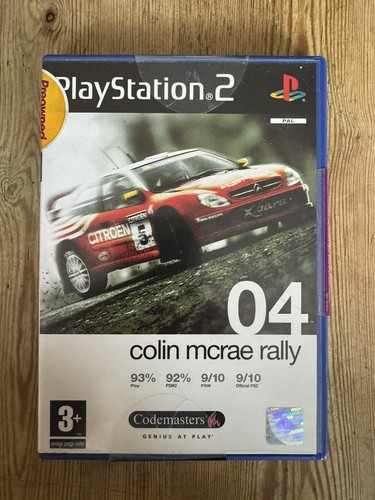 PlayStation®2
Preowned
PAL
CITROËN
5
Xsara
04
colin mcrae rally
93% 92% 9/10 9/10
Play PSM2 PSW Official PS2
3+
www.pegi.info
Codemasters
GENIUS AT PLAY